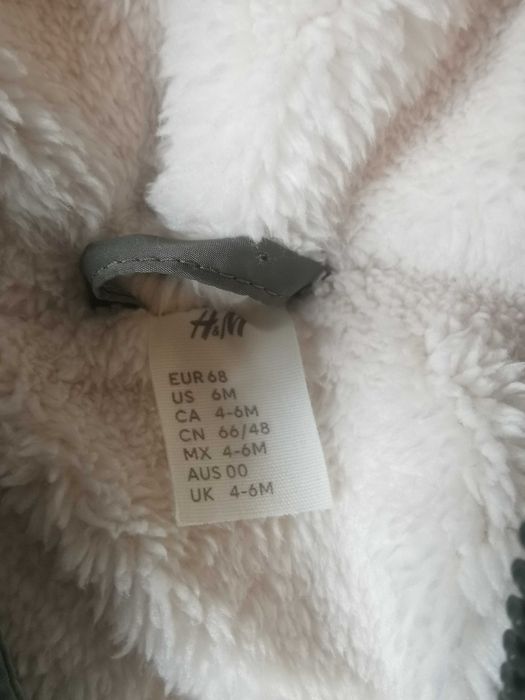 H&M
EUR 68
US 6M
CA 4-6M
CN 66/48
MX 4-6M
AUS 00
UK 4-6M